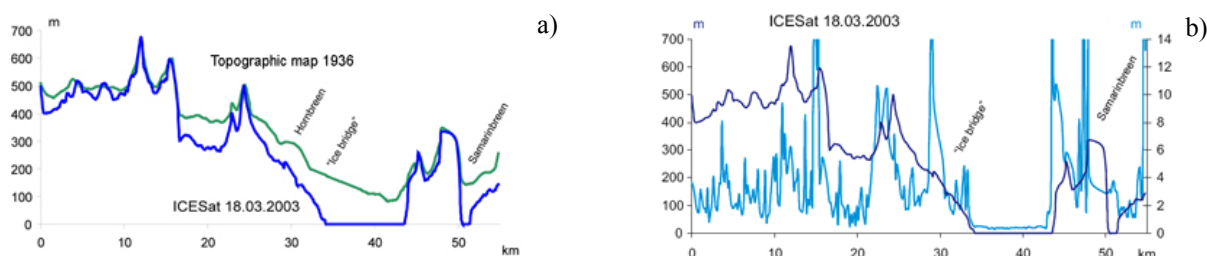 m
a)
700
600
500
400
300
200
100
0
Topographic map 1936
Hornbreen
"Ice bridge"
Samarinbreen
ICESat 18.03.2003
0 10 20 30 40 50
km
ICESat 18.03.2003
m
m
b)
700
600
500
400
300
200
100
0
14
12
10
8
6
4
2
0
"Ice bridge"
Samarinbreen
0 10 20 30 40 50
km